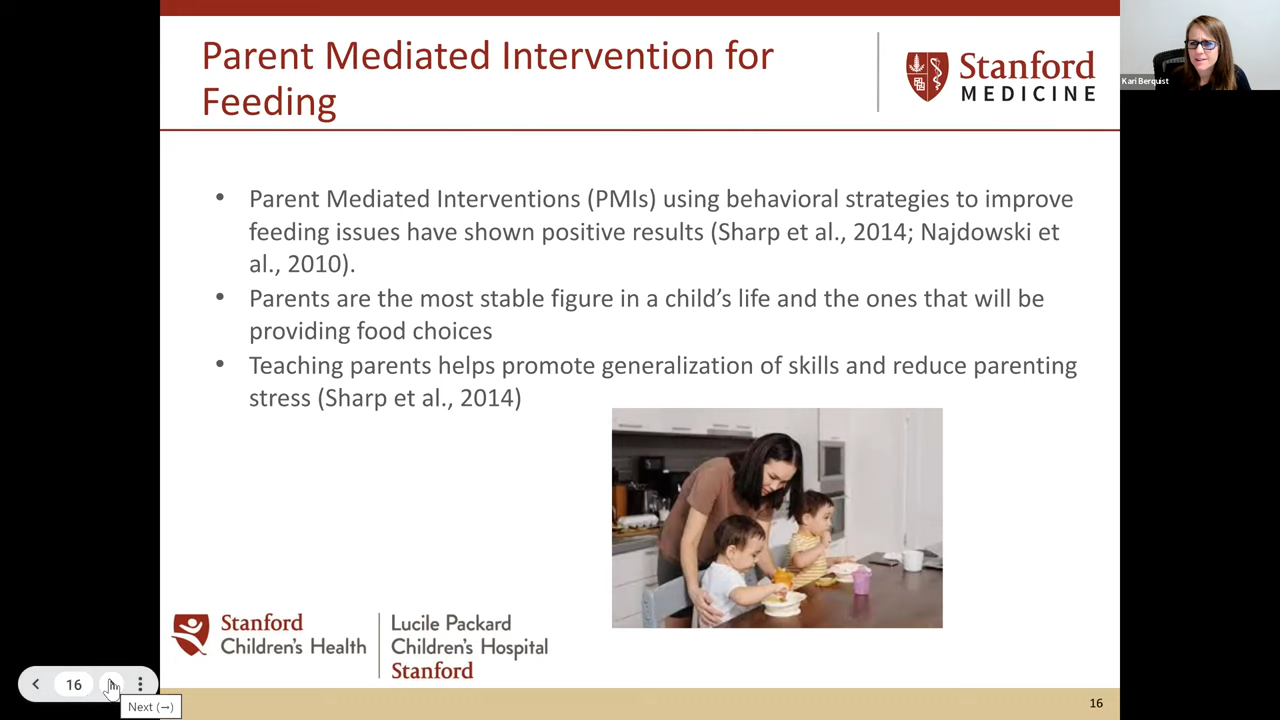 Parent Mediated Intervention for
Feeding
Stanford
MEDICINE
Kari Berquist
• Parent Mediated Interventions (PMIs) using behavioral strategies to improve
feeding issues have shown positive results (Sharp et al., 2014; Najdowski et
al., 2010).
• Parents are the most stable figure in a child’s life and the ones that will be
providing food choices
• Teaching parents helps promote generalization of skills and reduce parenting
stress (Sharp et al., 2014)
Stanford
Children’s Health
Lucile Packard
Children’s Hospital
Stanford
16
Next (→)
16